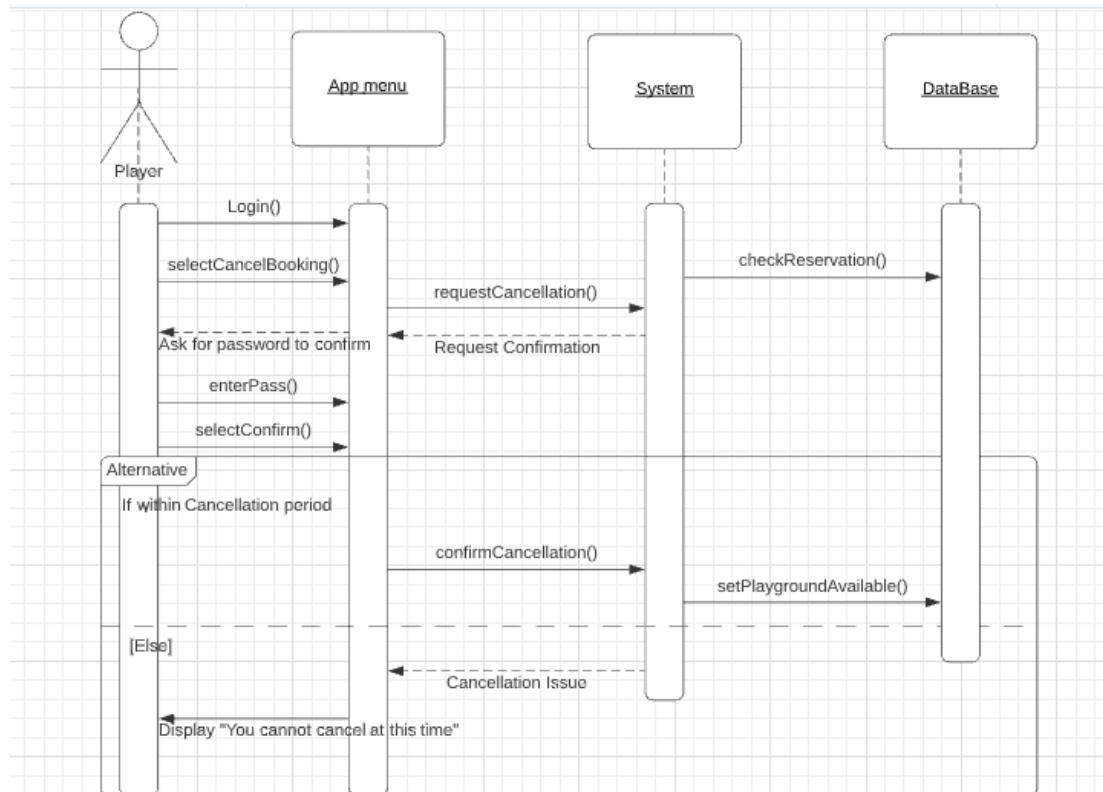 App menu
System
DataBase
Player
Login()
selectCancelBooking()
checkReservation()
requestCancellation()
Ask for password to confirm
Request Confirmation
enterPass()
selectConfirm()
Alternative
If within Cancellation period
confirmCancellation()
setPlaygroundAvailable()
[Else]
Cancellation Issue
Display "You cannot cancel at this time"